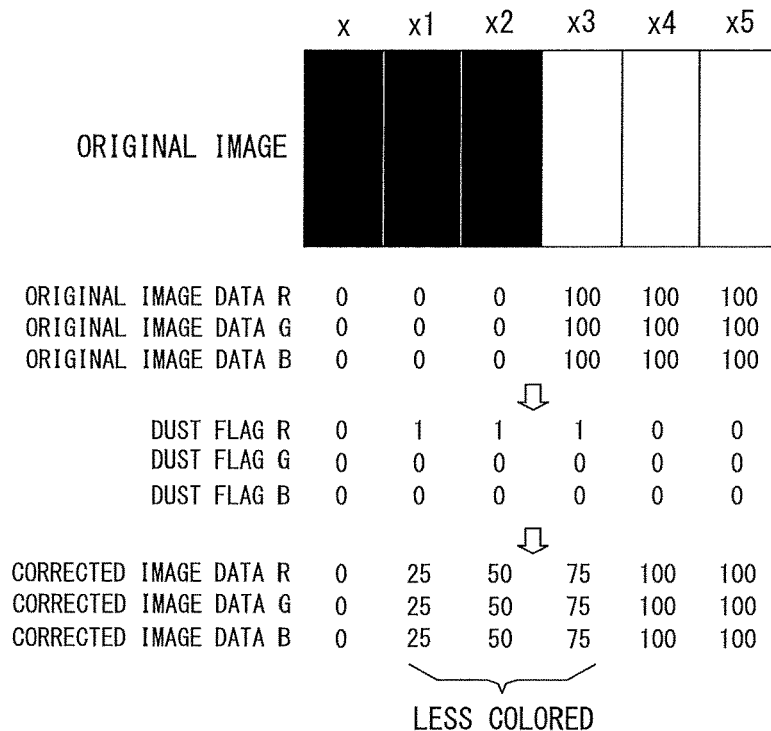 x x1 x2 x3 x4 x5
ORIGINAL IMAGE
ORIGINAL IMAGE DATA R 0 0 0 100 100 100
ORIGINAL IMAGE DATA G 0 0 0 100 100 100
ORIGINAL IMAGE DATA B 0 0 0 100 100 100
DUST FLAG R 0 1 1 1 0 0
DUST FLAG G 0 0 0 0 0 0
DUST FLAG B 0 0 0 0 0 0
CORRECTED IMAGE DATA R 0 25 50 75 100 100
CORRECTED IMAGE DATA G 0 25 50 75 100 100
CORRECTED IMAGE DATA B 0 25 50 75 100 100
LESS COLORED